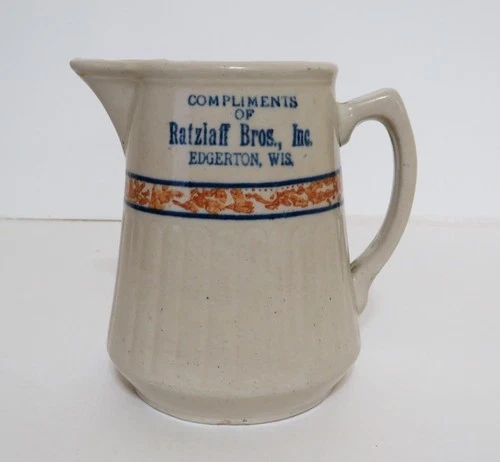 COMPLIMENTS
OF
Ratzlaff Bros., Inc.
EDGERTON, WIS.